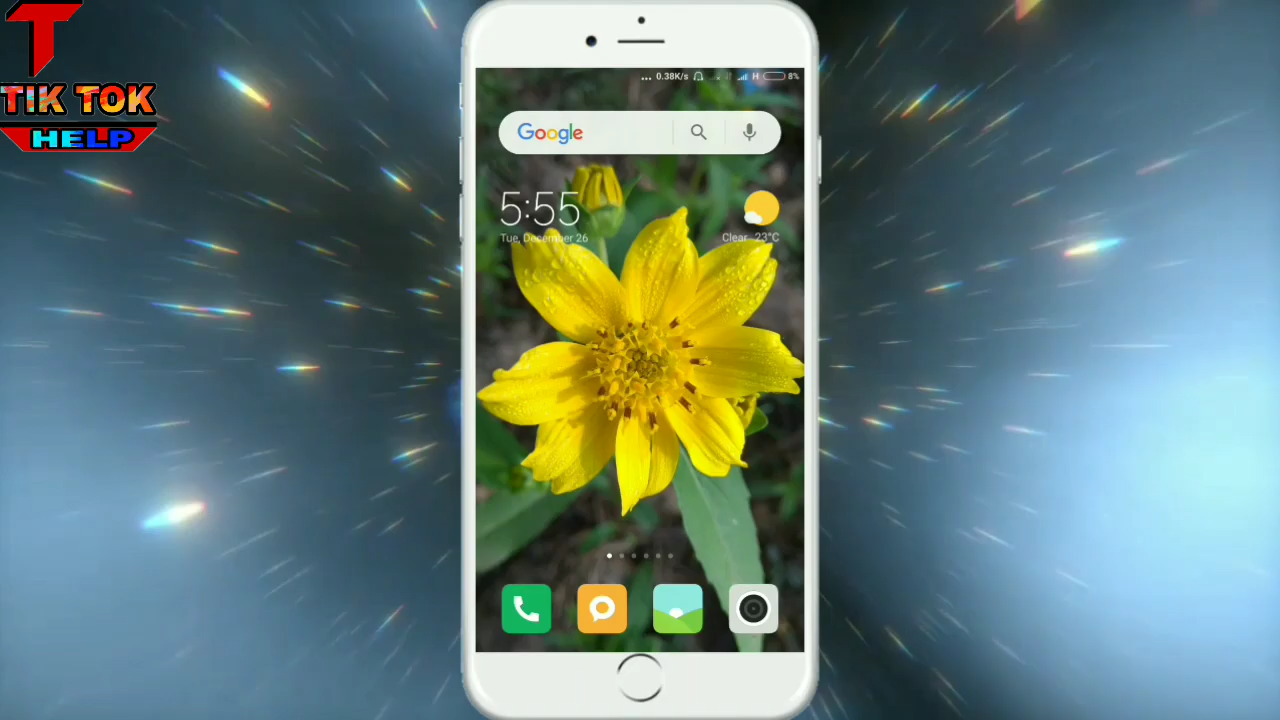 T
TIK TOK
HELP
... 0.38K/s H 8%
Google
5:55
Tue, December 26
Clear 23°C